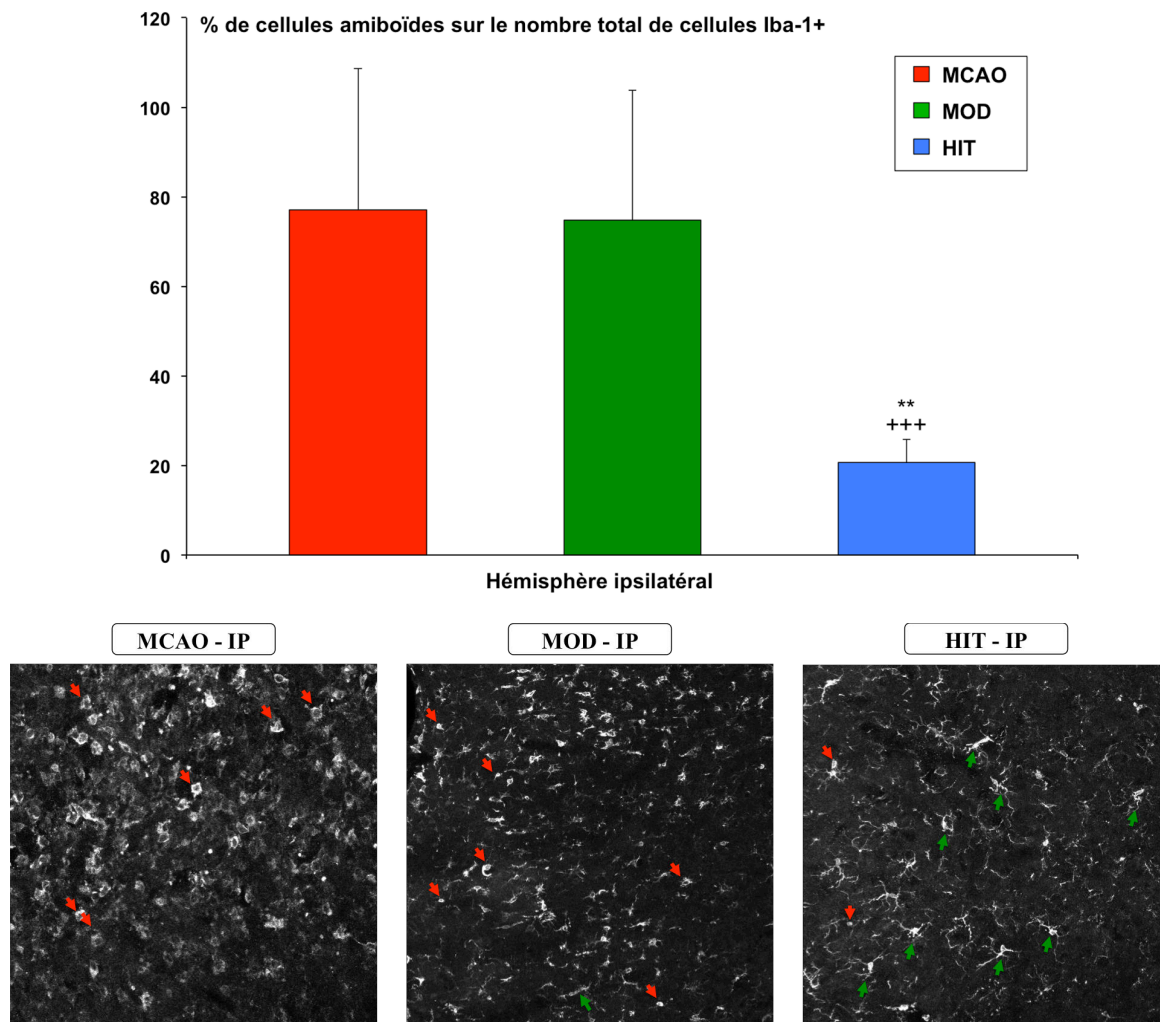 % de cellules amiboïdes sur le nombre total de cellules Iba-1+
120
100
80
60
40
20
0
MCAO
MOD
HIT
**
+++
Hémisphère ipsilatéral
MCAO - IP
MOD - IP
HIT - IP